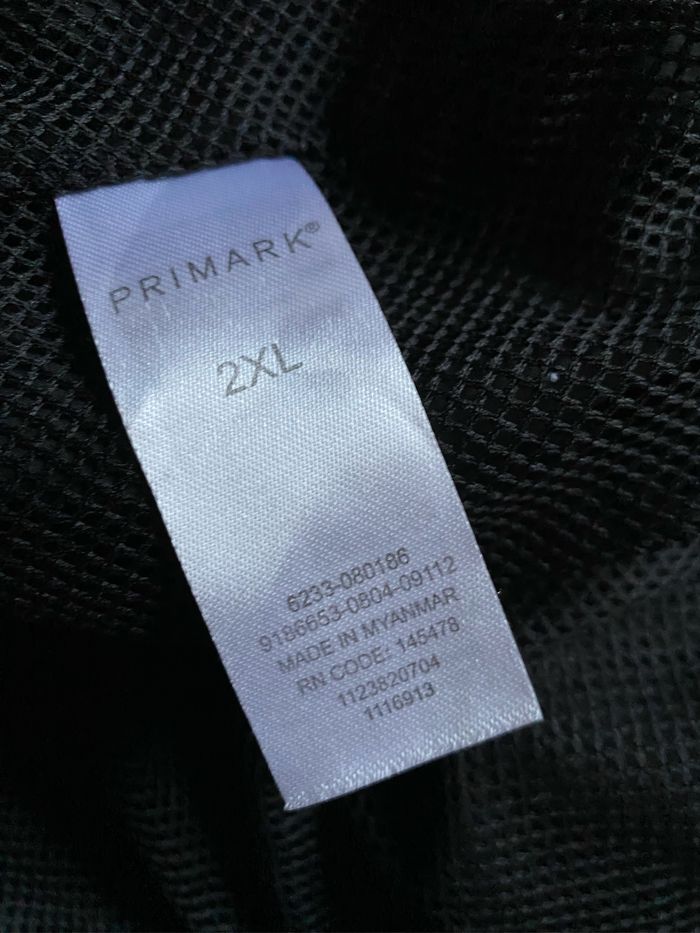 PRIMARK®
2XL
6233-080186
9186653-0804-09112
MADE IN MYANMAR
RN CODE: 145478
1123820704
1116913